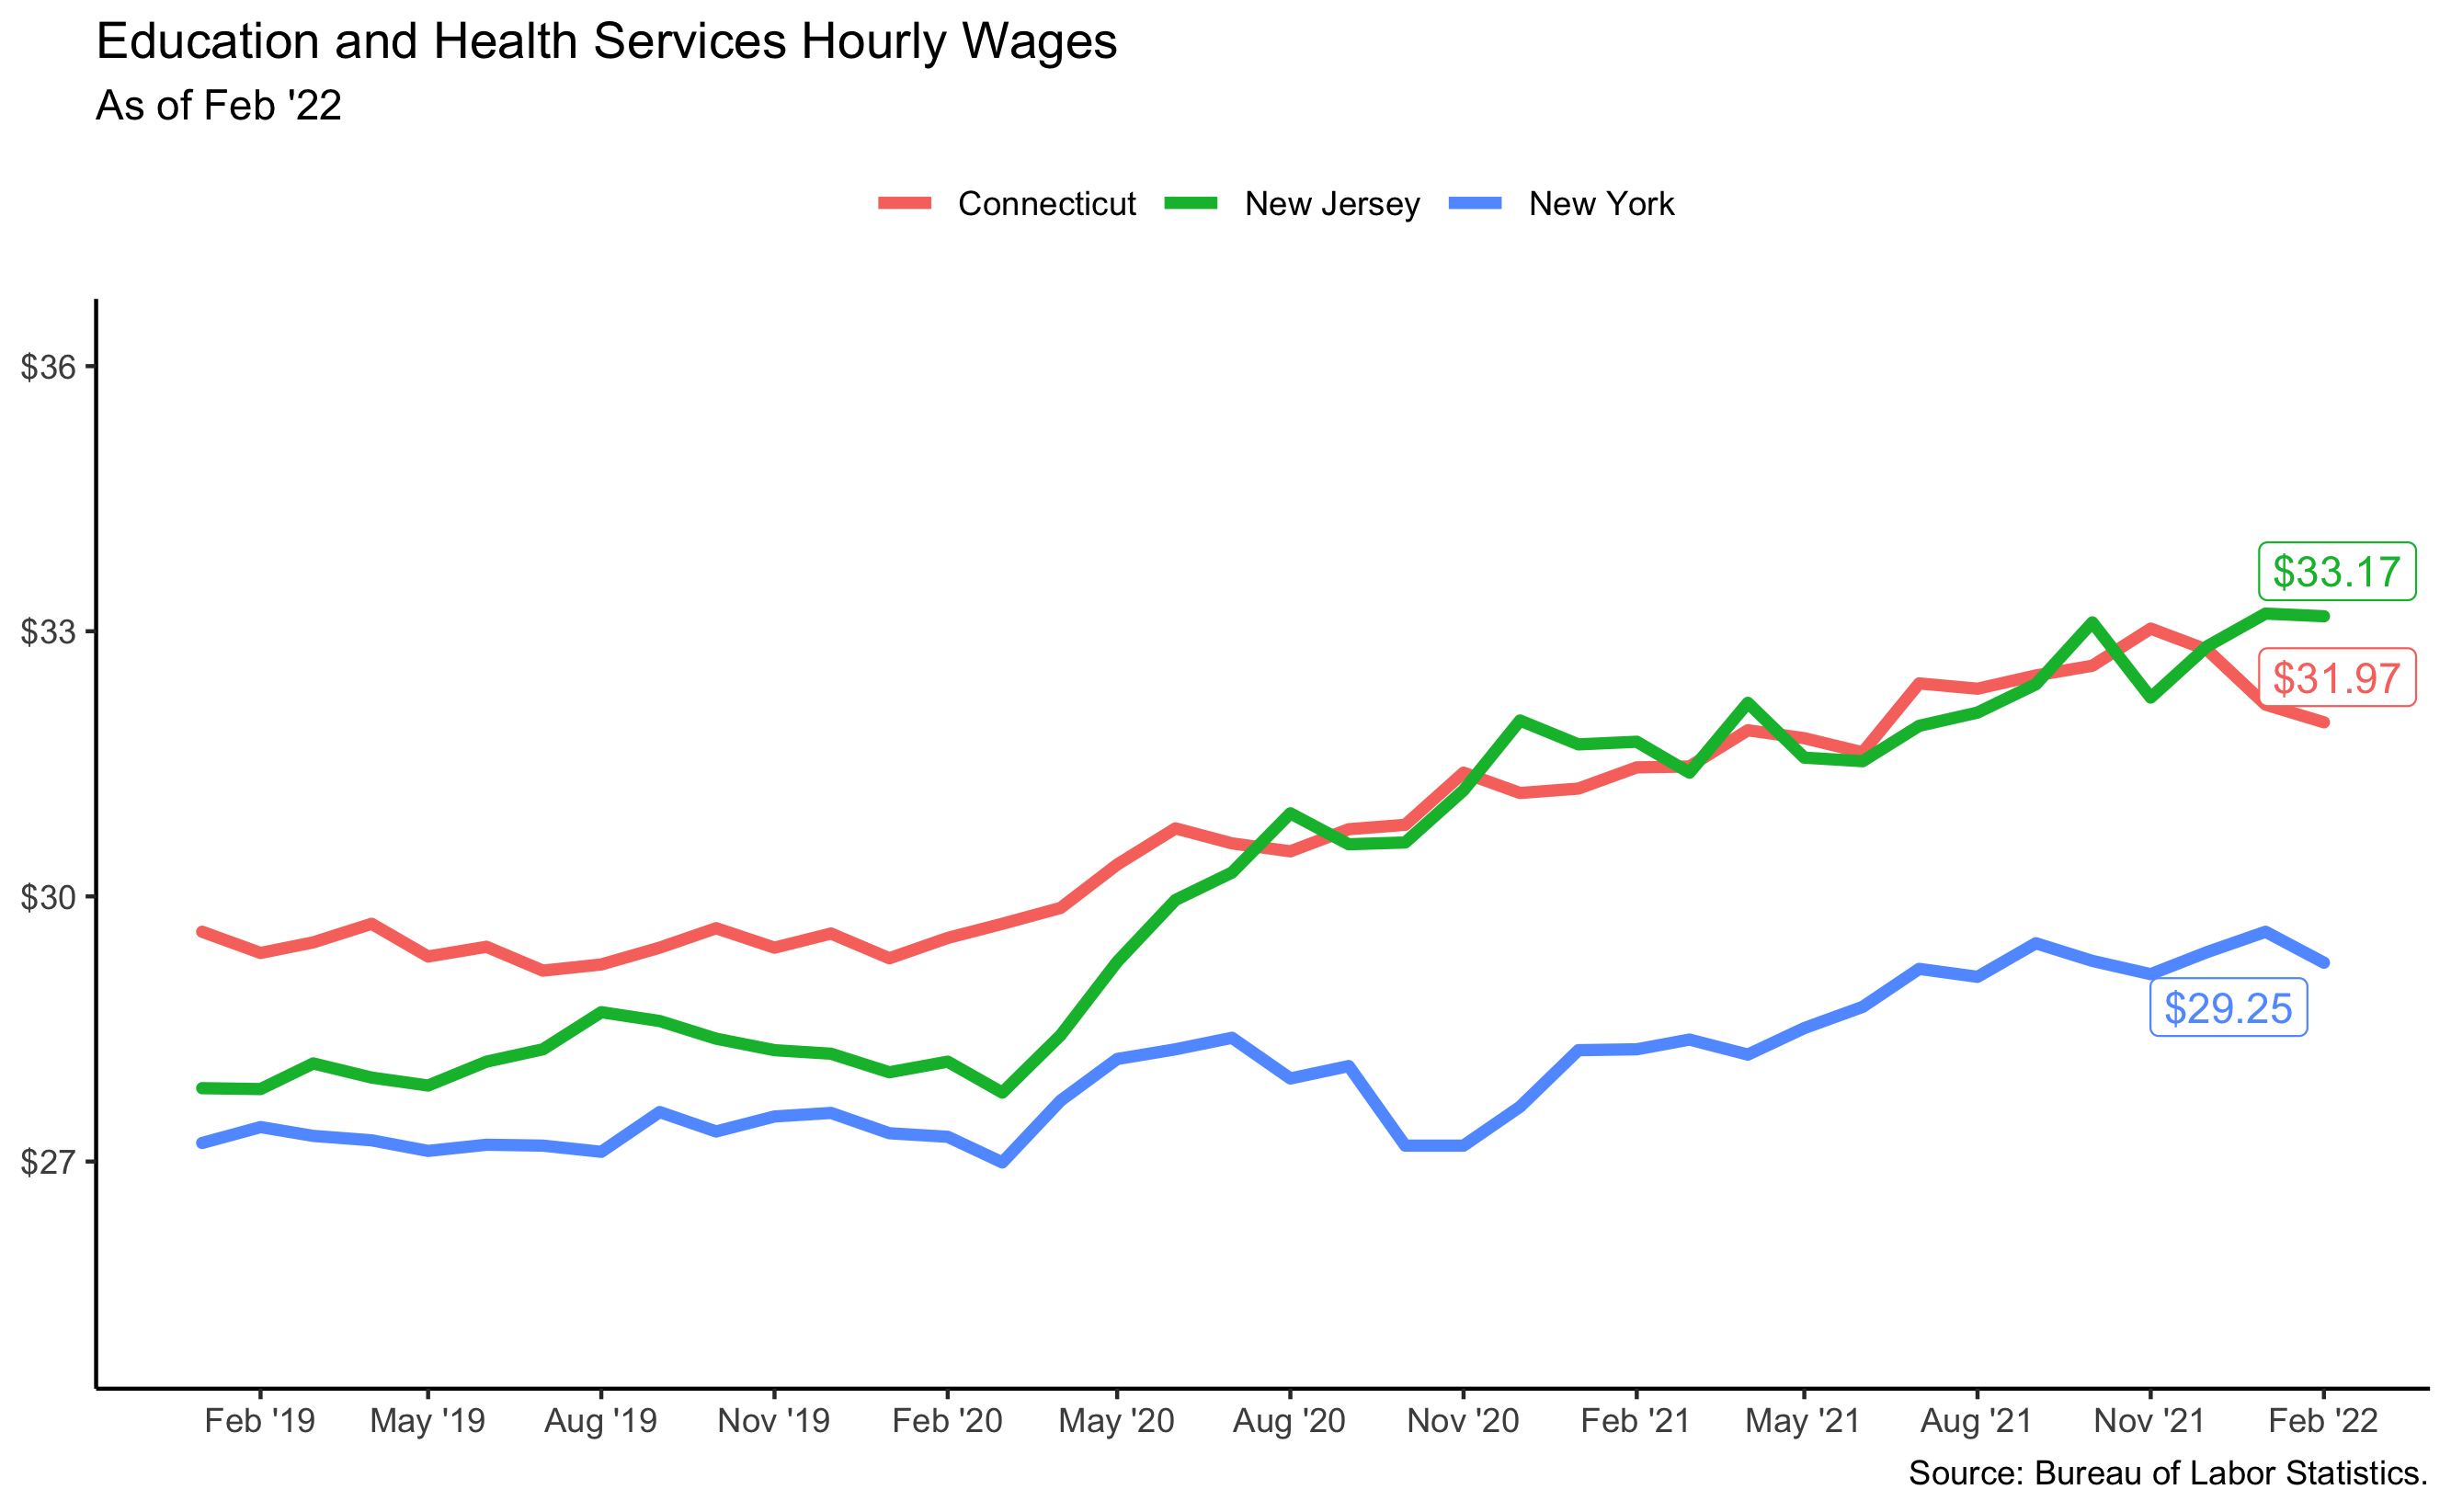 Education and Health Services Hourly Wages
As of Feb '22
Connecticut New Jersey New York
$36
$33
$30
$27
$33.17
$31.97
$29.25
Feb '19 May '19 Aug '19 Nov '19 Feb '20 May '20 Aug '20 Nov '20 Feb '21 May '21 Aug '21 Nov '21 Feb '22
Source: Bureau of Labor Statistics.